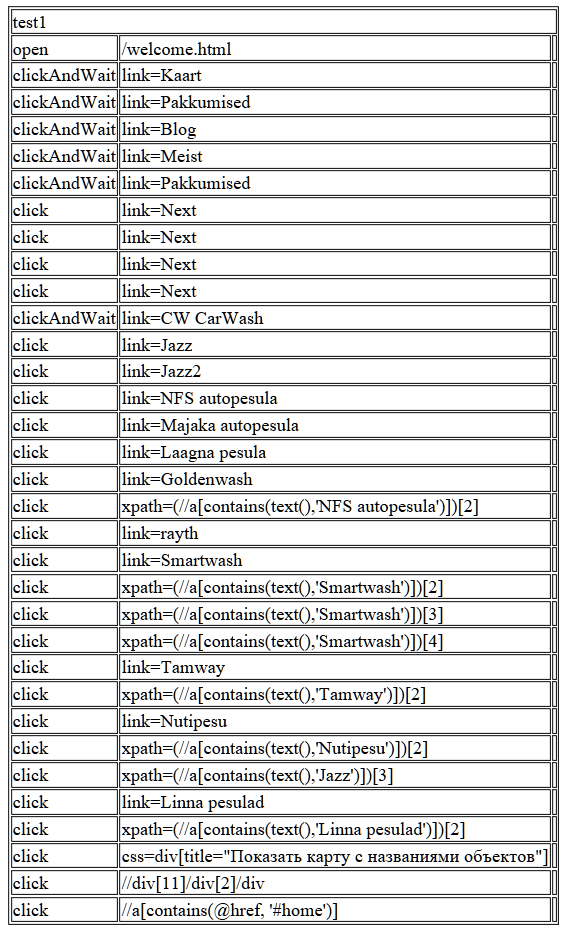 test1
open /welcome.html
clickAndWait link=Kaart
clickAndWait link=Pakkumised
clickAndWait link=Blog
clickAndWait link=Meist
clickAndWait link=Pakkumised
click link=Next
click link=Next
click link=Next
click link=Next
clickAndWait link=CW CarWash
click link=Jazz
click link=Jazz2
click link=NFS autopesula
click link=Majaka autopesula
click link=Laagna pesula
click link=Goldenwash
click xpath=(//a[contains(text(),'NFS autopesula')])[2]
click link=rayth
click link=Smartwash
click xpath=(//a[contains(text(),'Smartwash')])[2]
click xpath=(//a[contains(text(),'Smartwash')])[3]
click xpath=(//a[contains(text(),'Smartwash')])[4]
click link=Tamway
click xpath=(//a[contains(text(),'Tamway')])[2]
click link=Nutipesu
click xpath=(//a[contains(text(),'Nutipesu')])[2]
click xpath=(//a[contains(text(),'Jazz')])[3]
click link=Linna pesulad
click xpath=(//a[contains(text(),'Linna pesulad')])[2]
click css=div[title="Показать карту с названиями объектов"]
click //div[11]/div[2]/div
click //a[contains(@href, '#home')]